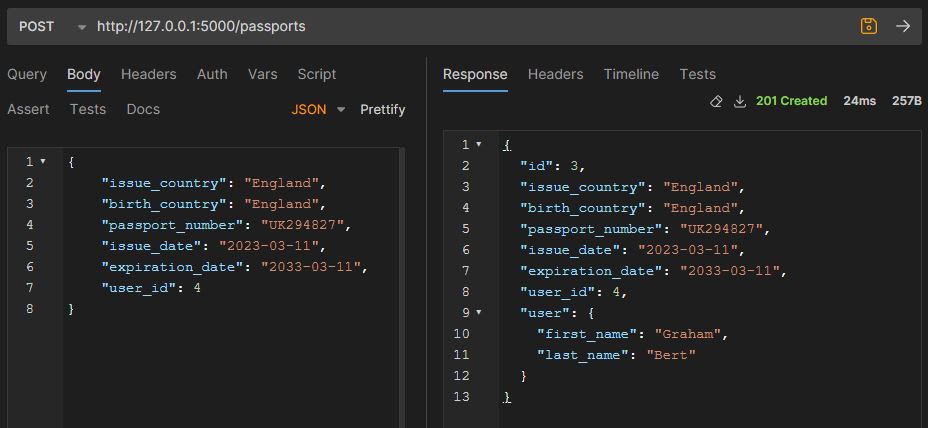 POST http://127.0.0.1:5000/passports
Query Body Headers Auth Vars Script
Assert Tests Docs JSON Prettify
1 {
2 "issue_country": "England",
3 "birth_country": "England",
4 "passport_number": "UK294827",
5 "issue_date": "2023-03-11",
6 "expiration_date": "2033-03-11",
7 "user_id": 4
8 }
Response Headers Timeline Tests
201 Created 24ms 257B
1 {
2 "id": 3,
3 "issue_country": "England",
4 "birth_country": "England",
5 "passport_number": "UK294827",
6 "issue_date": "2023-03-11",
7 "expiration_date": "2033-03-11",
8 "user_id": 4,
9 "user": {
10 "first_name": "Graham",
11 "last_name": "Bert"
12 }
13 }